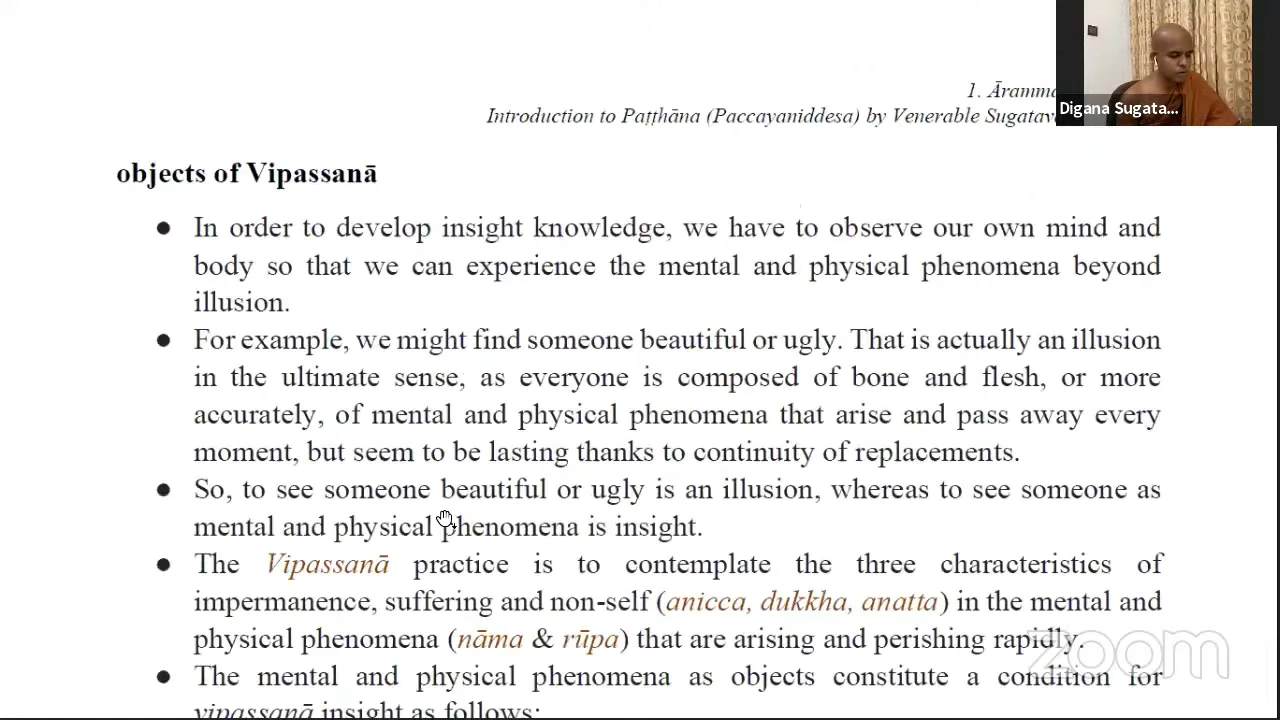 1. Āramma
Introduction to Paṭṭhāna (Paccayaniddesa) by Venerable Sugatava
Digana Sugata...
objects of Vipassanā
● In order to develop insight knowledge, we have to observe our own mind and
body so that we can experience the mental and physical phenomena beyond
illusion.
● For example, we might find someone beautiful or ugly. That is actually an illusion
in the ultimate sense, as everyone is composed of bone and flesh, or more
accurately, of mental and physical phenomena that arise and pass away every
moment, but seem to be lasting thanks to continuity of replacements.
● So, to see someone beautiful or ugly is an illusion, whereas to see someone as
mental and physical phenomena is insight.
● The Vipassanā practice is to contemplate the three characteristics of
impermanence, suffering and non-self (anicca, dukkha, anatta) in the mental and
physical phenomena (nāma & rūpa) that are arising and perishing rapidly.
zoom
● The mental and physical phenomena as objects constitute a condition for
vipassanā insight as follows: